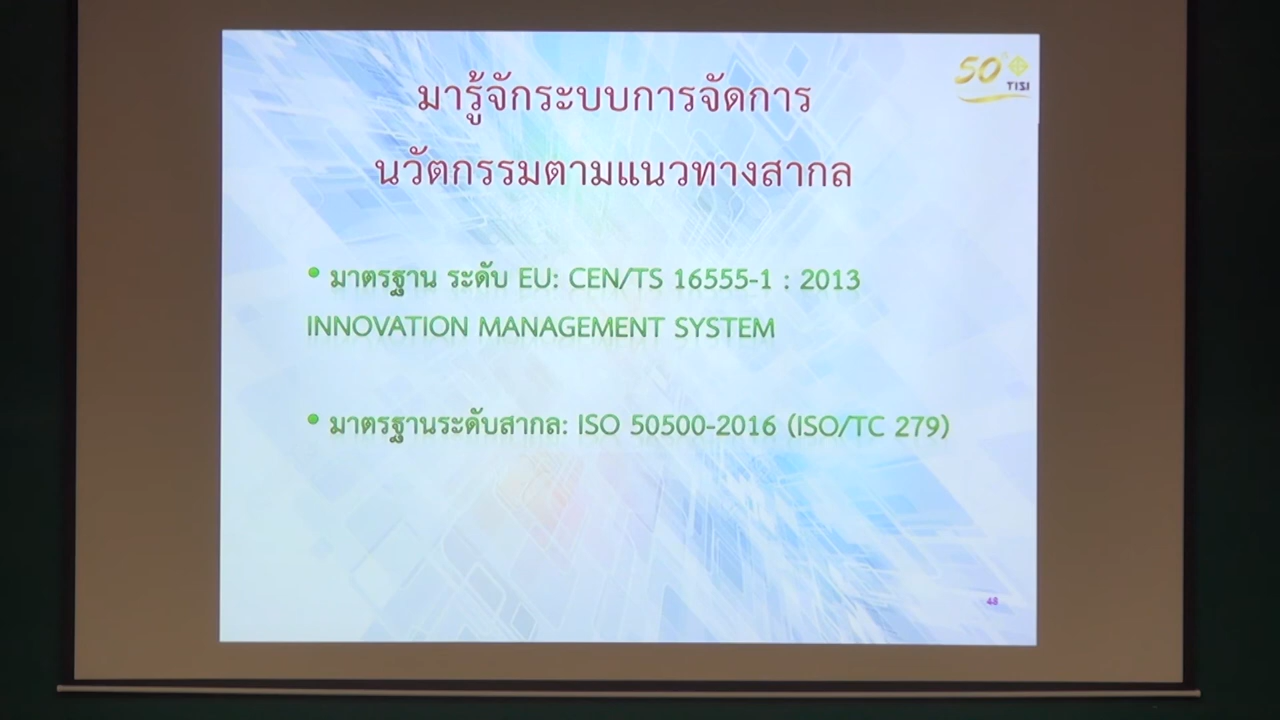 50 ปี
TISI
มารู้จักระบบการจัดการ
นวัตกรรมตามแนวทางสากล
• มาตรฐาน ระดับ EU: CEN/TS 16555-1 : 2013
INNOVATION MANAGEMENT SYSTEM
• มาตรฐานระดับสากล: ISO 50500-2016 (ISO/TC 279)
48